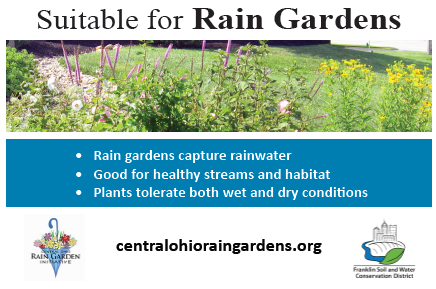 Suitable for Rain Gardens
• Rain gardens capture rainwater
• Good for healthy streams and habitat
• Plants tolerate both wet and dry conditions
RAIN GARDEN
INITIATIVE
centralohioraingardens.org
Franklin Soil and Water
Conservation District